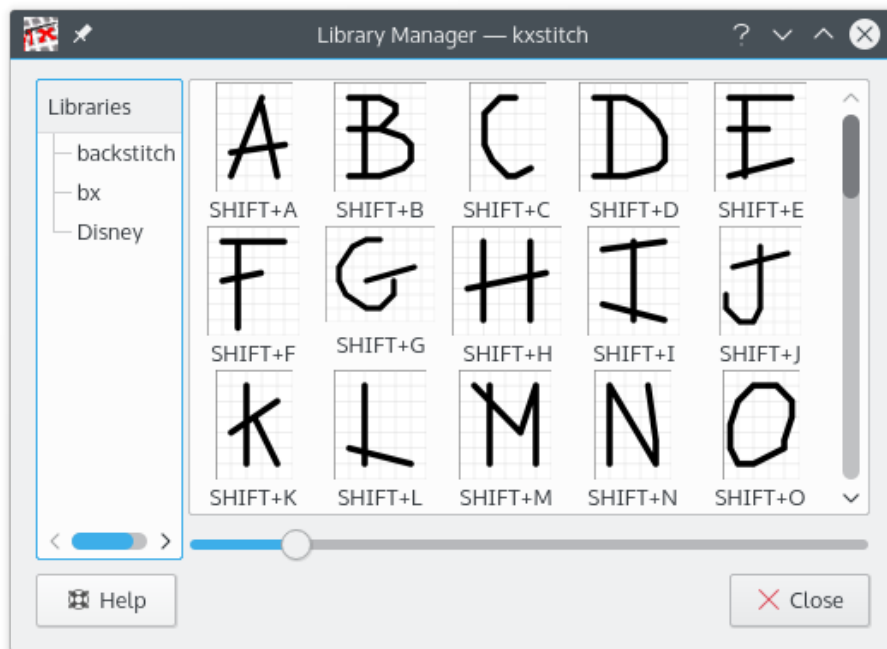 Library Manager — kxstitch
Libraries
backstitch
bx
Disney
A B C D E
SHIFT+A SHIFT+B SHIFT+C SHIFT+D SHIFT+E
F G H I J
SHIFT+F SHIFT+G SHIFT+H SHIFT+I SHIFT+J
K L M N O
SHIFT+K SHIFT+L SHIFT+M SHIFT+N SHIFT+O
Help
Close